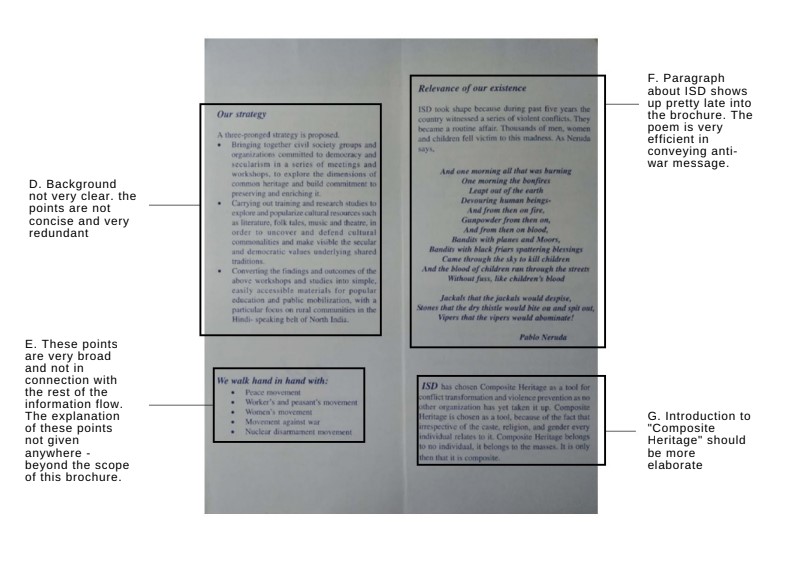 D. Background
not very clear. the
points are not
concise and very
redundant
E. These points
are very broad
and not in
connection with
the rest of the
information flow.
The explanation
of these points
not given
anywhere -
beyond the scope
of this brochure.
Our strategy
A three-pronged strategy is proposed.
• Bringing together civil society groups and
organizations committed to democracy and
secularism in a series of meetings and
workshops, to explore the dimensions of
common heritage and build commitment to
preserving and enriching it.
• Carrying out training and research studies to
explore and popularize cultural resources such
as literature, folk tales, music and theatre, in
order to uncover and defend cultural
commonalities and make visible the secular
and democratic values underlying shared
traditions.
• Converting the findings and outcomes of the
above workshops and studies into simple,
easily accessible materials for popular
education and public mobilization, with a
particular focus on rural communities in the
Hindi- speaking belt of North India.
We walk hand in hand with:
• Peace movement
• Worker's and peasant's movement
• Women's movement
• Movement against war
• Nuclear disarmament movement
Relevance of our existence
ISD took shape because during past five years the
country witnessed a series of violent conflicts. They
became a routine affair. Thousands of men, women
and children fell victim to this madness. As Neruda
says,
And one morning all that was burning
One morning the bonfires
Leapt out of the earth
Devouring human beings-
And from then on fire,
Gunpowder from then on,
And from then on blood,
Bandits with planes and Moors,
Bandits with black friars spattering blessings
Came through the sky to kill children
And the blood of children ran through the streets
Without fuss, like children's blood
Jackals that the jackals would despise,
Stones that the dry thistle would bite on and spit out,
Vipers that the vipers would abominate!
Pablo Neruda
ISD has chosen Composite Heritage as a tool for
conflict transformation and violence prevention as no
other organization has yet taken it up. Composite
Heritage is chosen as a tool, because of the fact that
irrespective of the caste, religion, and gender every
individual relates to it. Composite Heritage belongs
to no individual, it belongs to the masses. It is only
then that it is composite.
F. Paragraph
about ISD shows
up pretty late into
the brochure. The
poem is very
efficient in
conveying anti-
war message.
G. Introduction to
"Composite
Heritage" should
be more
elaborate